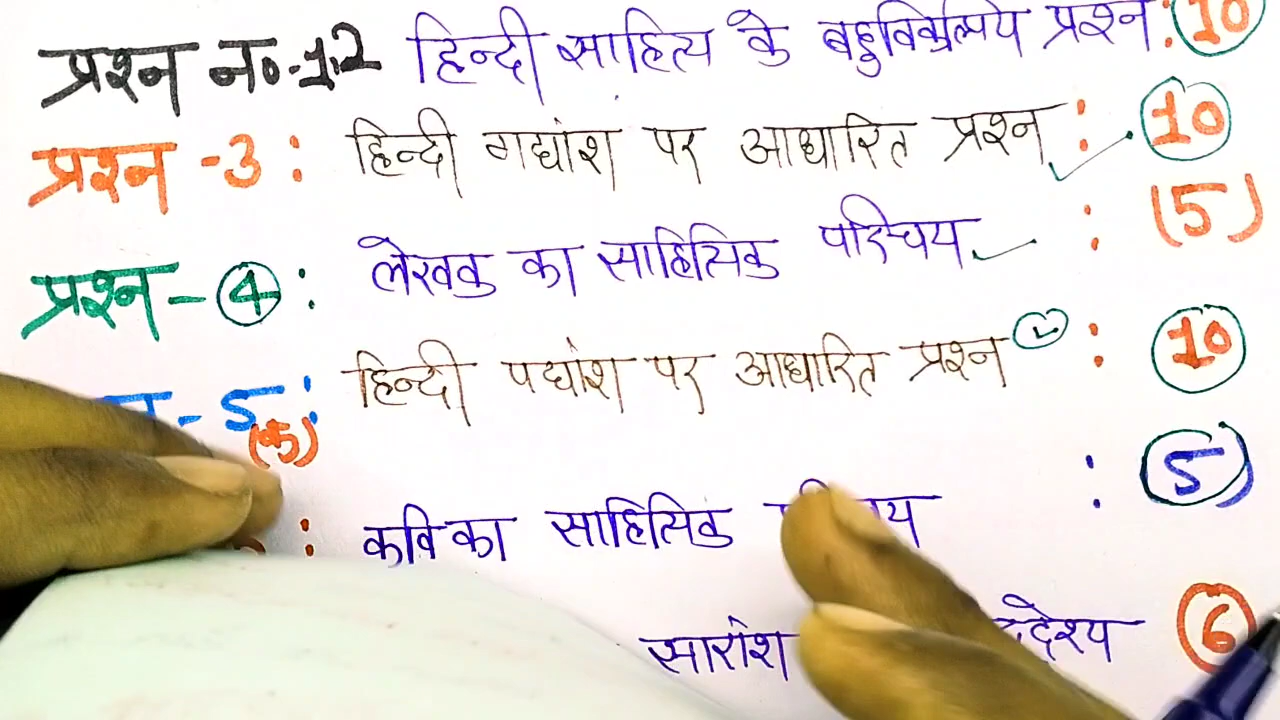 प्रश्न न०-1,2 हिन्दी साहित्य के बहुविकल्पिय प्रश्न: 10
प्रश्न -3: हिन्दी गद्यांश पर आधारित प्रश्न : 10
प्रश्न-④: लेखक का साहित्यिक परिचय : (5)
5: (क) हिन्दी पद्यांश पर आधारित प्रश्न : 10
: कवि का साहित्यिक : 5
सारांश 6